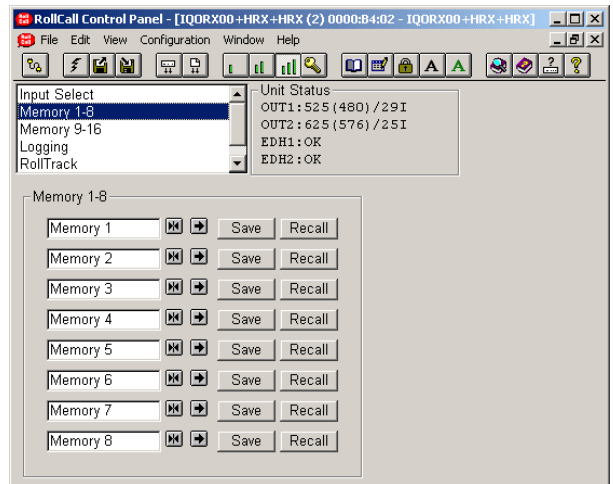 RollCall Control Panel - [IQORX00+HRX+HRX (2) 0000:B4:02 - IQORX00+HRX+HRX]
File Edit View Configuration Window Help
A A
Input Select
Memory 1-8
Memory 9-16
Logging
RollTrack
Unit Status
OUT1:525(480)/29I
OUT2:625(576)/25I
EDH1:OK
EDH2:OK
Memory 1-8
Memory 1 Save Recall
Memory 2 Save Recall
Memory 3 Save Recall
Memory 4 Save Recall
Memory 5 Save Recall
Memory 6 Save Recall
Memory 7 Save Recall
Memory 8 Save Recall